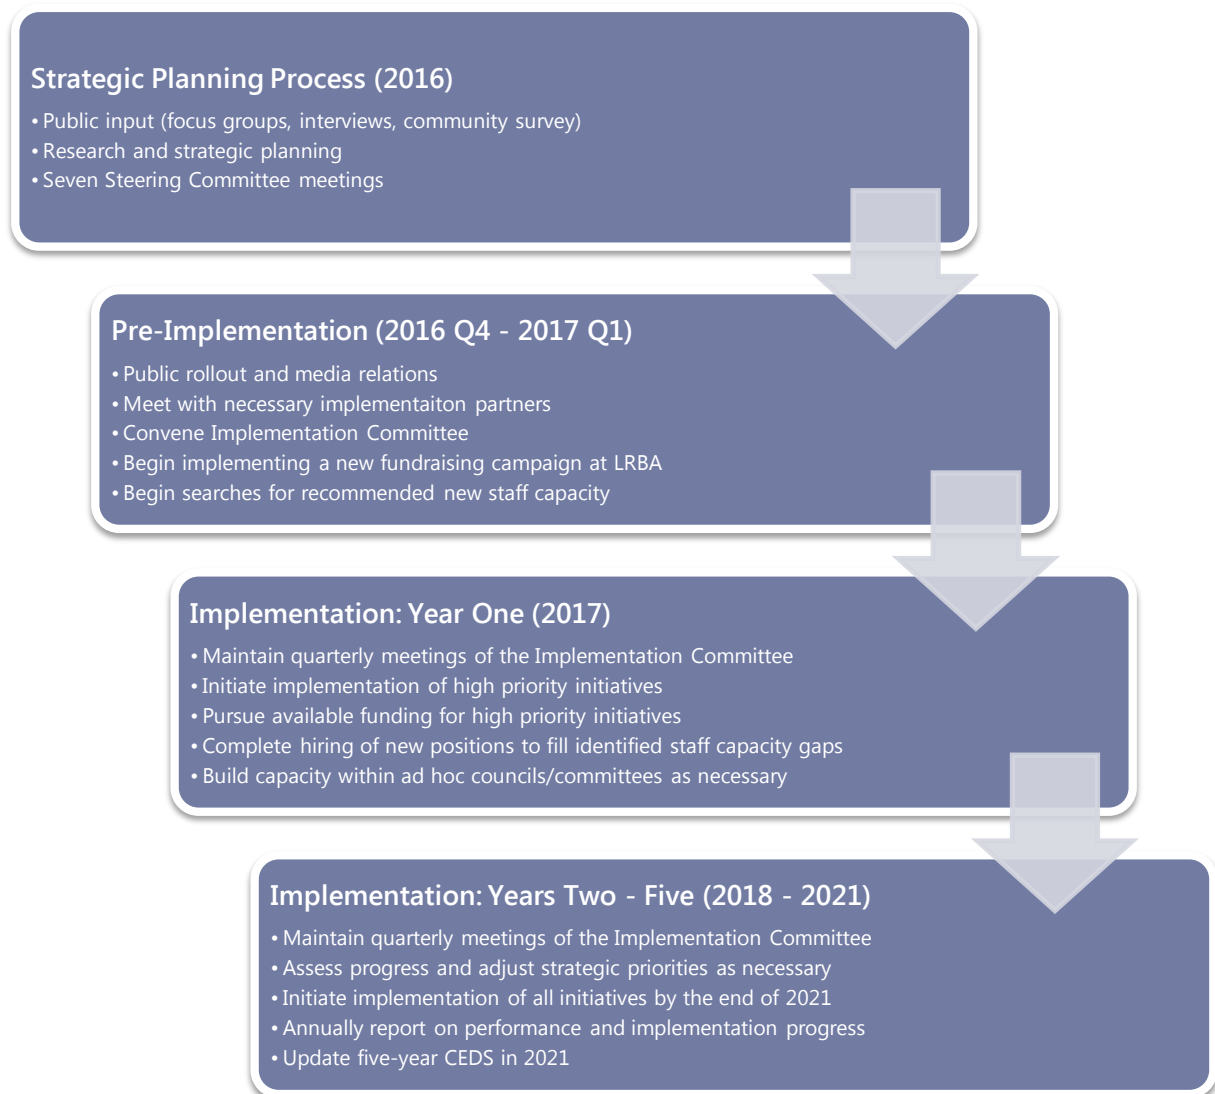 Strategic Planning Process (2016)
• Public input (focus groups, interviews, community survey)
• Research and strategic planning
• Seven Steering Committee meetings
Pre-Implementation (2016 Q4 - 2017 Q1)
• Public rollout and media relations
• Meet with necessary implementaiton partners
• Convene Implementation Committee
• Begin implementing a new fundraising campaign at LRBA
• Begin searches for recommended new staff capacity
Implementation: Year One (2017)
• Maintain quarterly meetings of the Implementation Committee
• Initiate implementation of high priority initiatives
• Pursue available funding for high priority initiatives
• Complete hiring of new positions to fill identified staff capacity gaps
• Build capacity within ad hoc councils/committees as necessary
Implementation: Years Two - Five (2018 - 2021)
• Maintain quarterly meetings of the Implementation Committee
• Assess progress and adjust strategic priorities as necessary
• Initiate implementation of all initiatives by the end of 2021
• Annually report on performance and implementation progress
• Update five-year CEDS in 2021